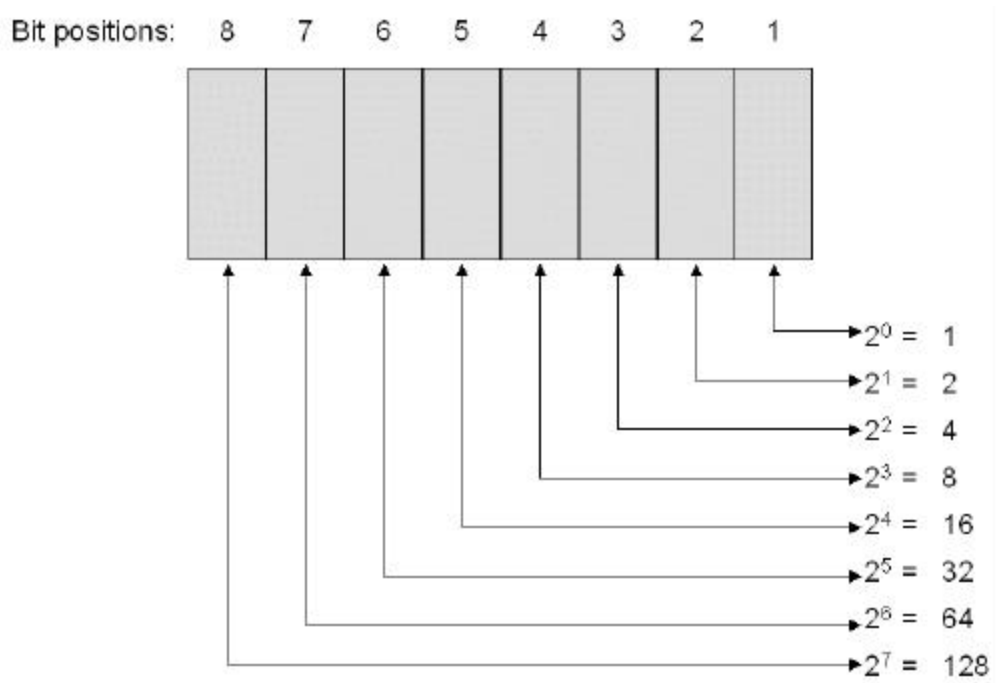 Bit positions: 8 7 6 5 4 3 2 1
2⁰ = 1
2¹ = 2
2² = 4
2³ = 8
2⁴ = 16
2⁵ = 32
2⁶ = 64
2⁷ = 128